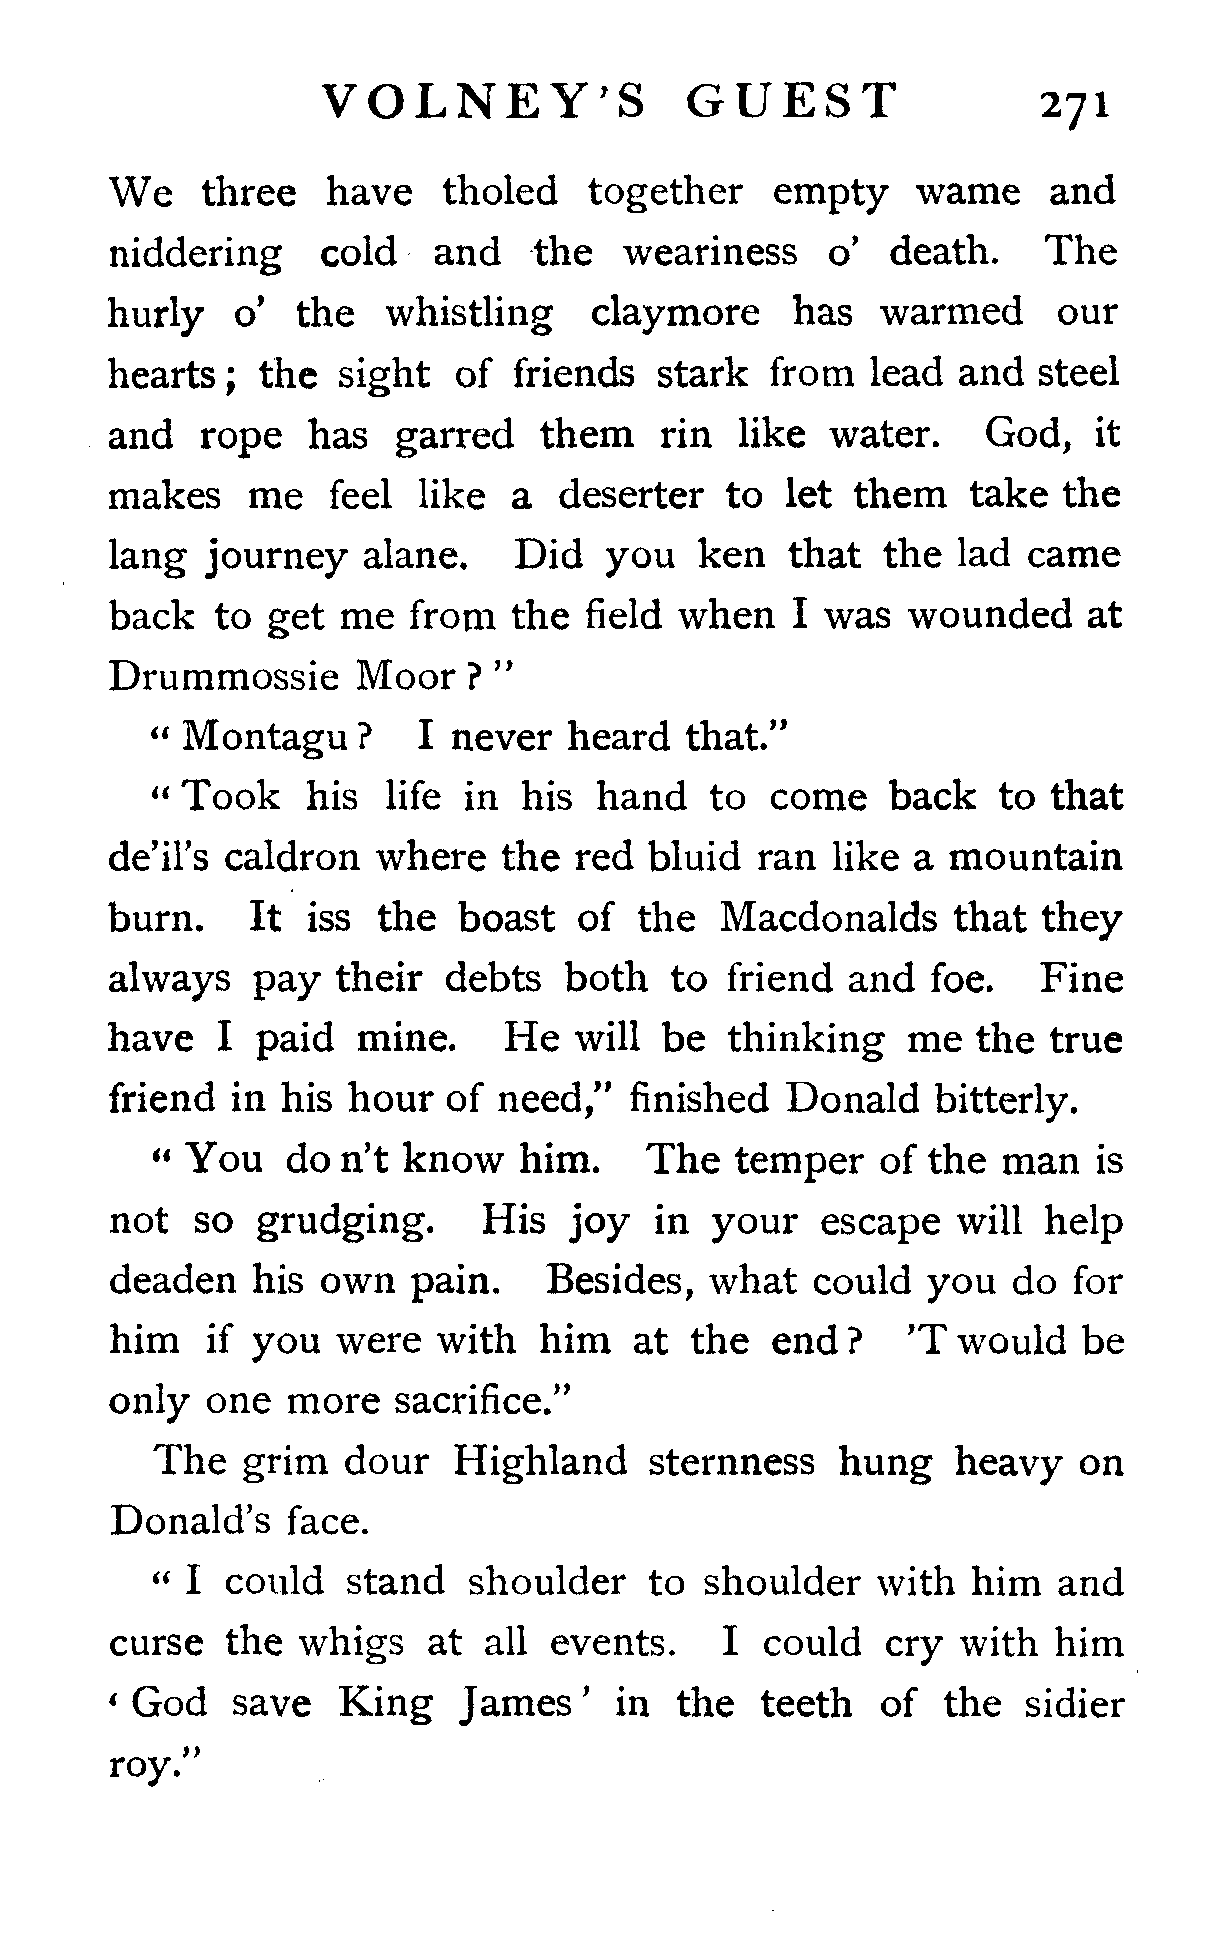 VOLNEY'S GUEST 271
We three have tholed together empty wame and
niddering cold and the weariness o' death. The
hurly o' the whistling claymore has warmed our
hearts; the sight of friends stark from lead and steel
and rope has garred them rin like water. God, it
makes me feel like a deserter to let them take the
lang journey alane. Did you ken that the lad came
back to get me from the field when I was wounded at
Drummossie Moor?"
"Montagu? I never heard that."
"Took his life in his hand to come back to that
de'il's caldron where the red bluid ran like a mountain
burn. It iss the boast of the Macdonalds that they
always pay their debts both to friend and foe. Fine
have I paid mine. He will be thinking me the true
friend in his hour of need," finished Donald bitterly.
"You do n't know him. The temper of the man is
not so grudging. His joy in your escape will help
deaden his own pain. Besides, what could you do for
him if you were with him at the end? 'T would be
only one more sacrifice."
The grim dour Highland sternness hung heavy on
Donald's face.
"I could stand shoulder to shoulder with him and
curse the whigs at all events. I could cry with him
'God save King James' in the teeth of the sidier
roy."